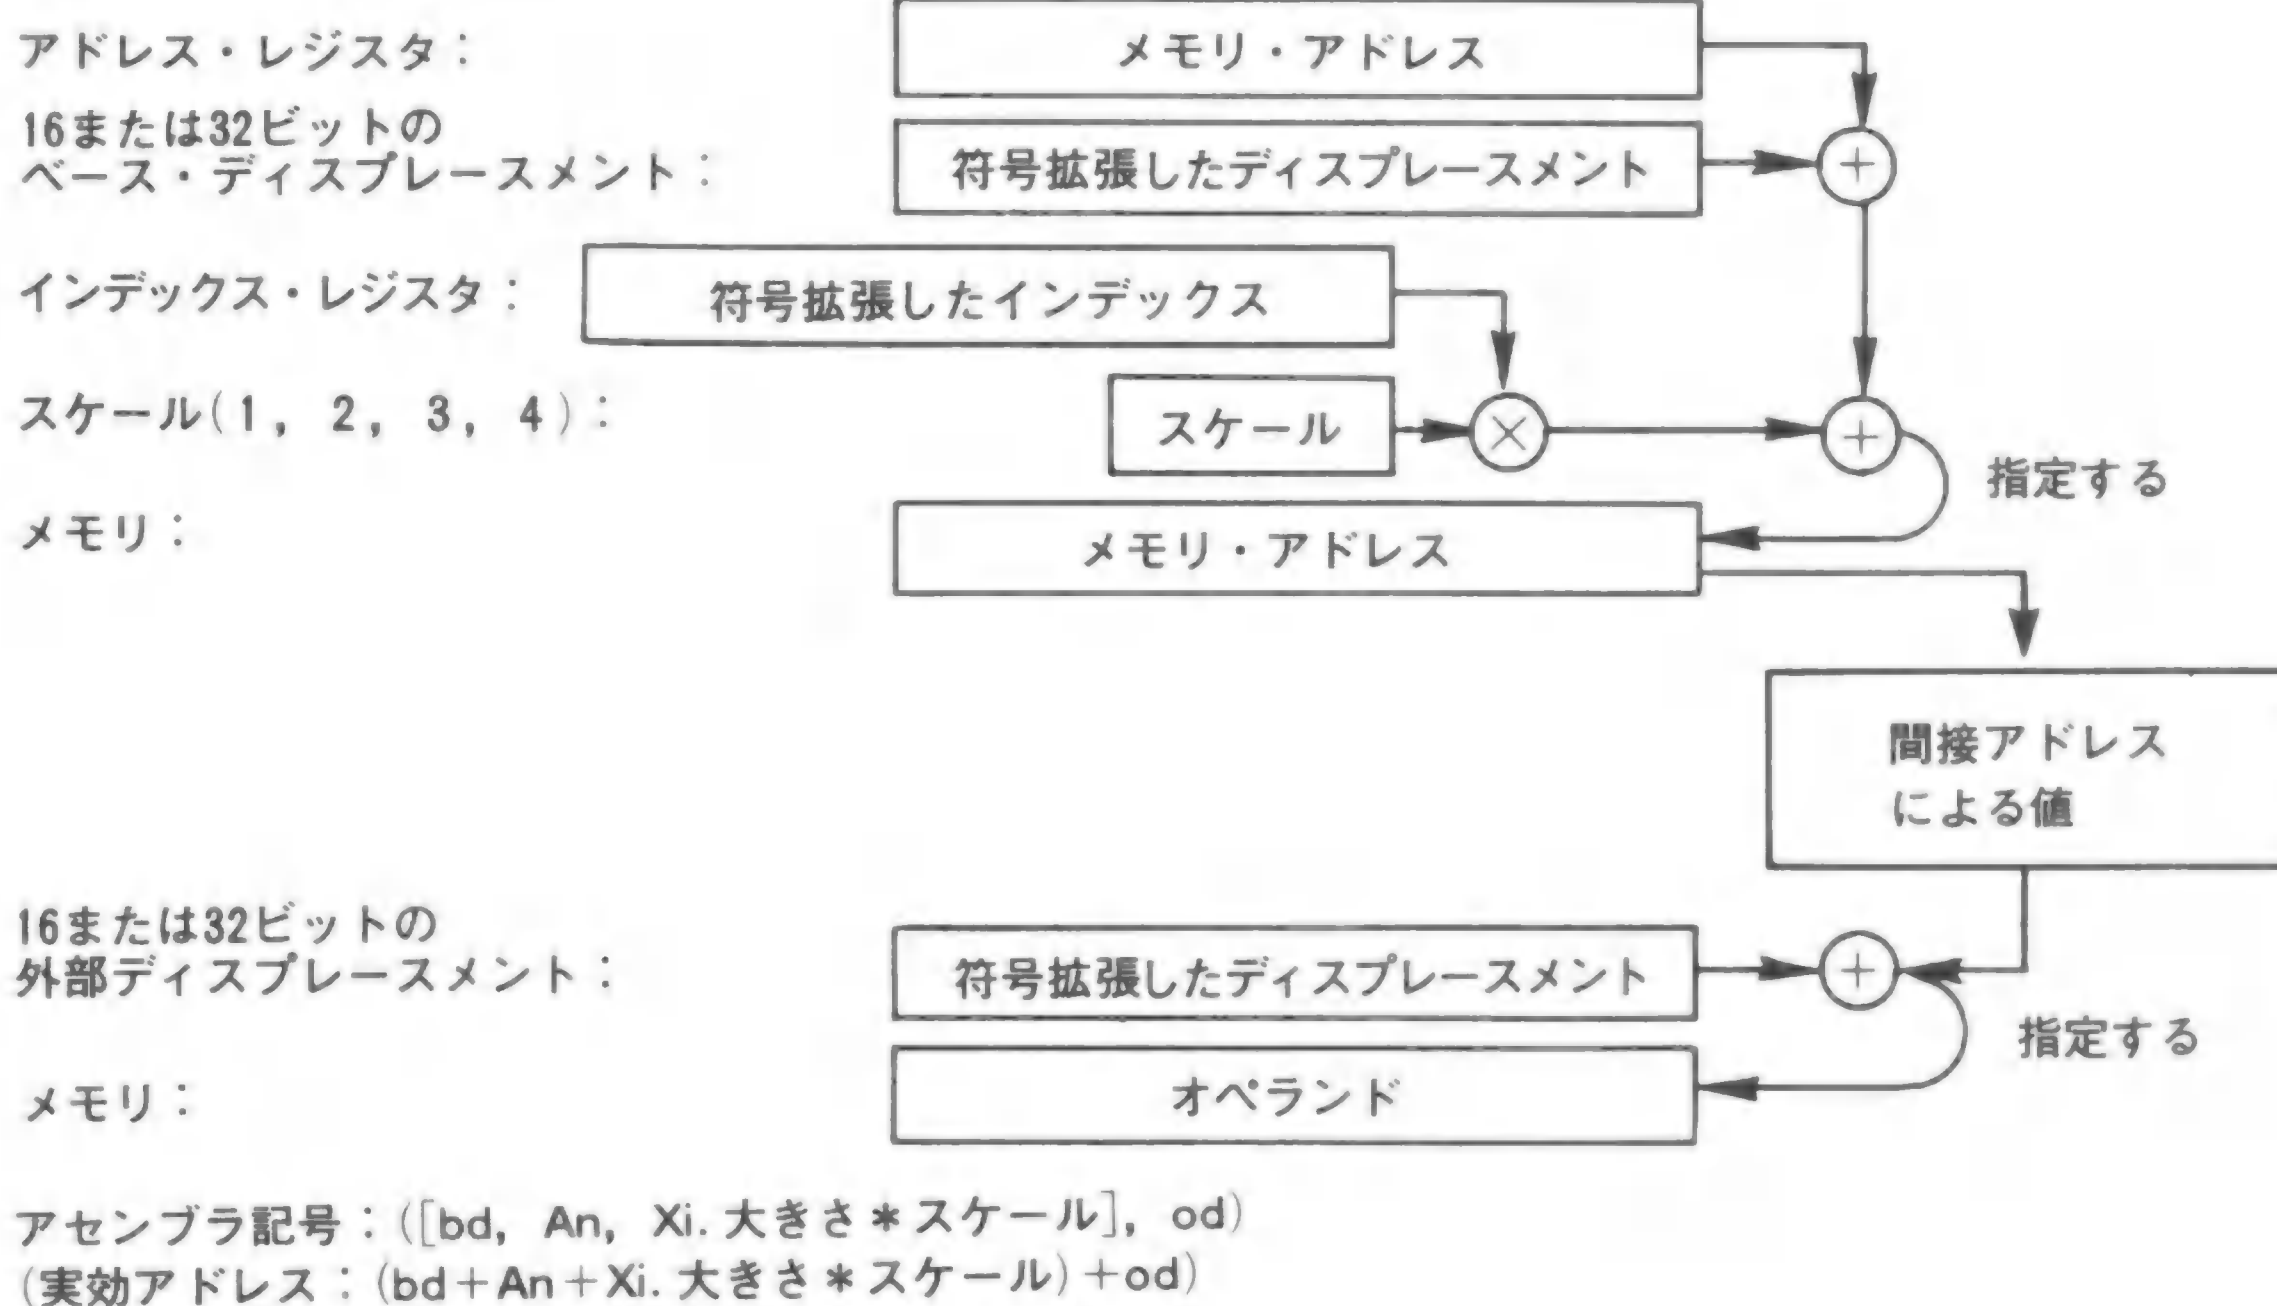 アドレス・レジスタ：
メモリ・アドレス
16または32ビットの
ベース・ディスプレースメント：
符号拡張したディスプレースメント
+
インデックス・レジスタ：
符号拡張したインデックス
スケール(1, 2, 3, 4)：
スケール
×
+
指定する
メモリ：
メモリ・アドレス
間接アドレス
による値
16または32ビットの
外部ディスプレースメント：
符号拡張したディスプレースメント
+
指定する
メモリ：
オペランド
アセンブラ記号：([bd, An, Xi.大きさ*スケール], od)
(実効アドレス：(bd+An+Xi.大きさ*スケール)+od)